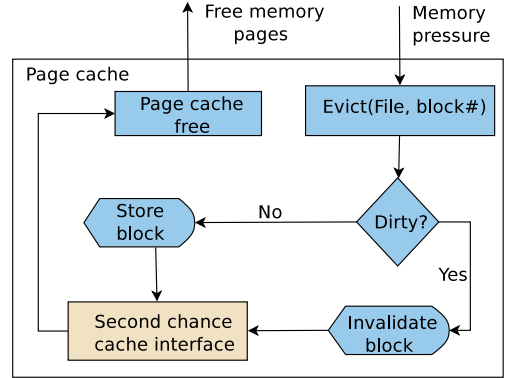 Free memory
pages
Memory
pressure
Page cache
Page cache
free
Evict(File, block#)
Store
block
No
Dirty?
Yes
Second chance
cache interface
Invalidate
block